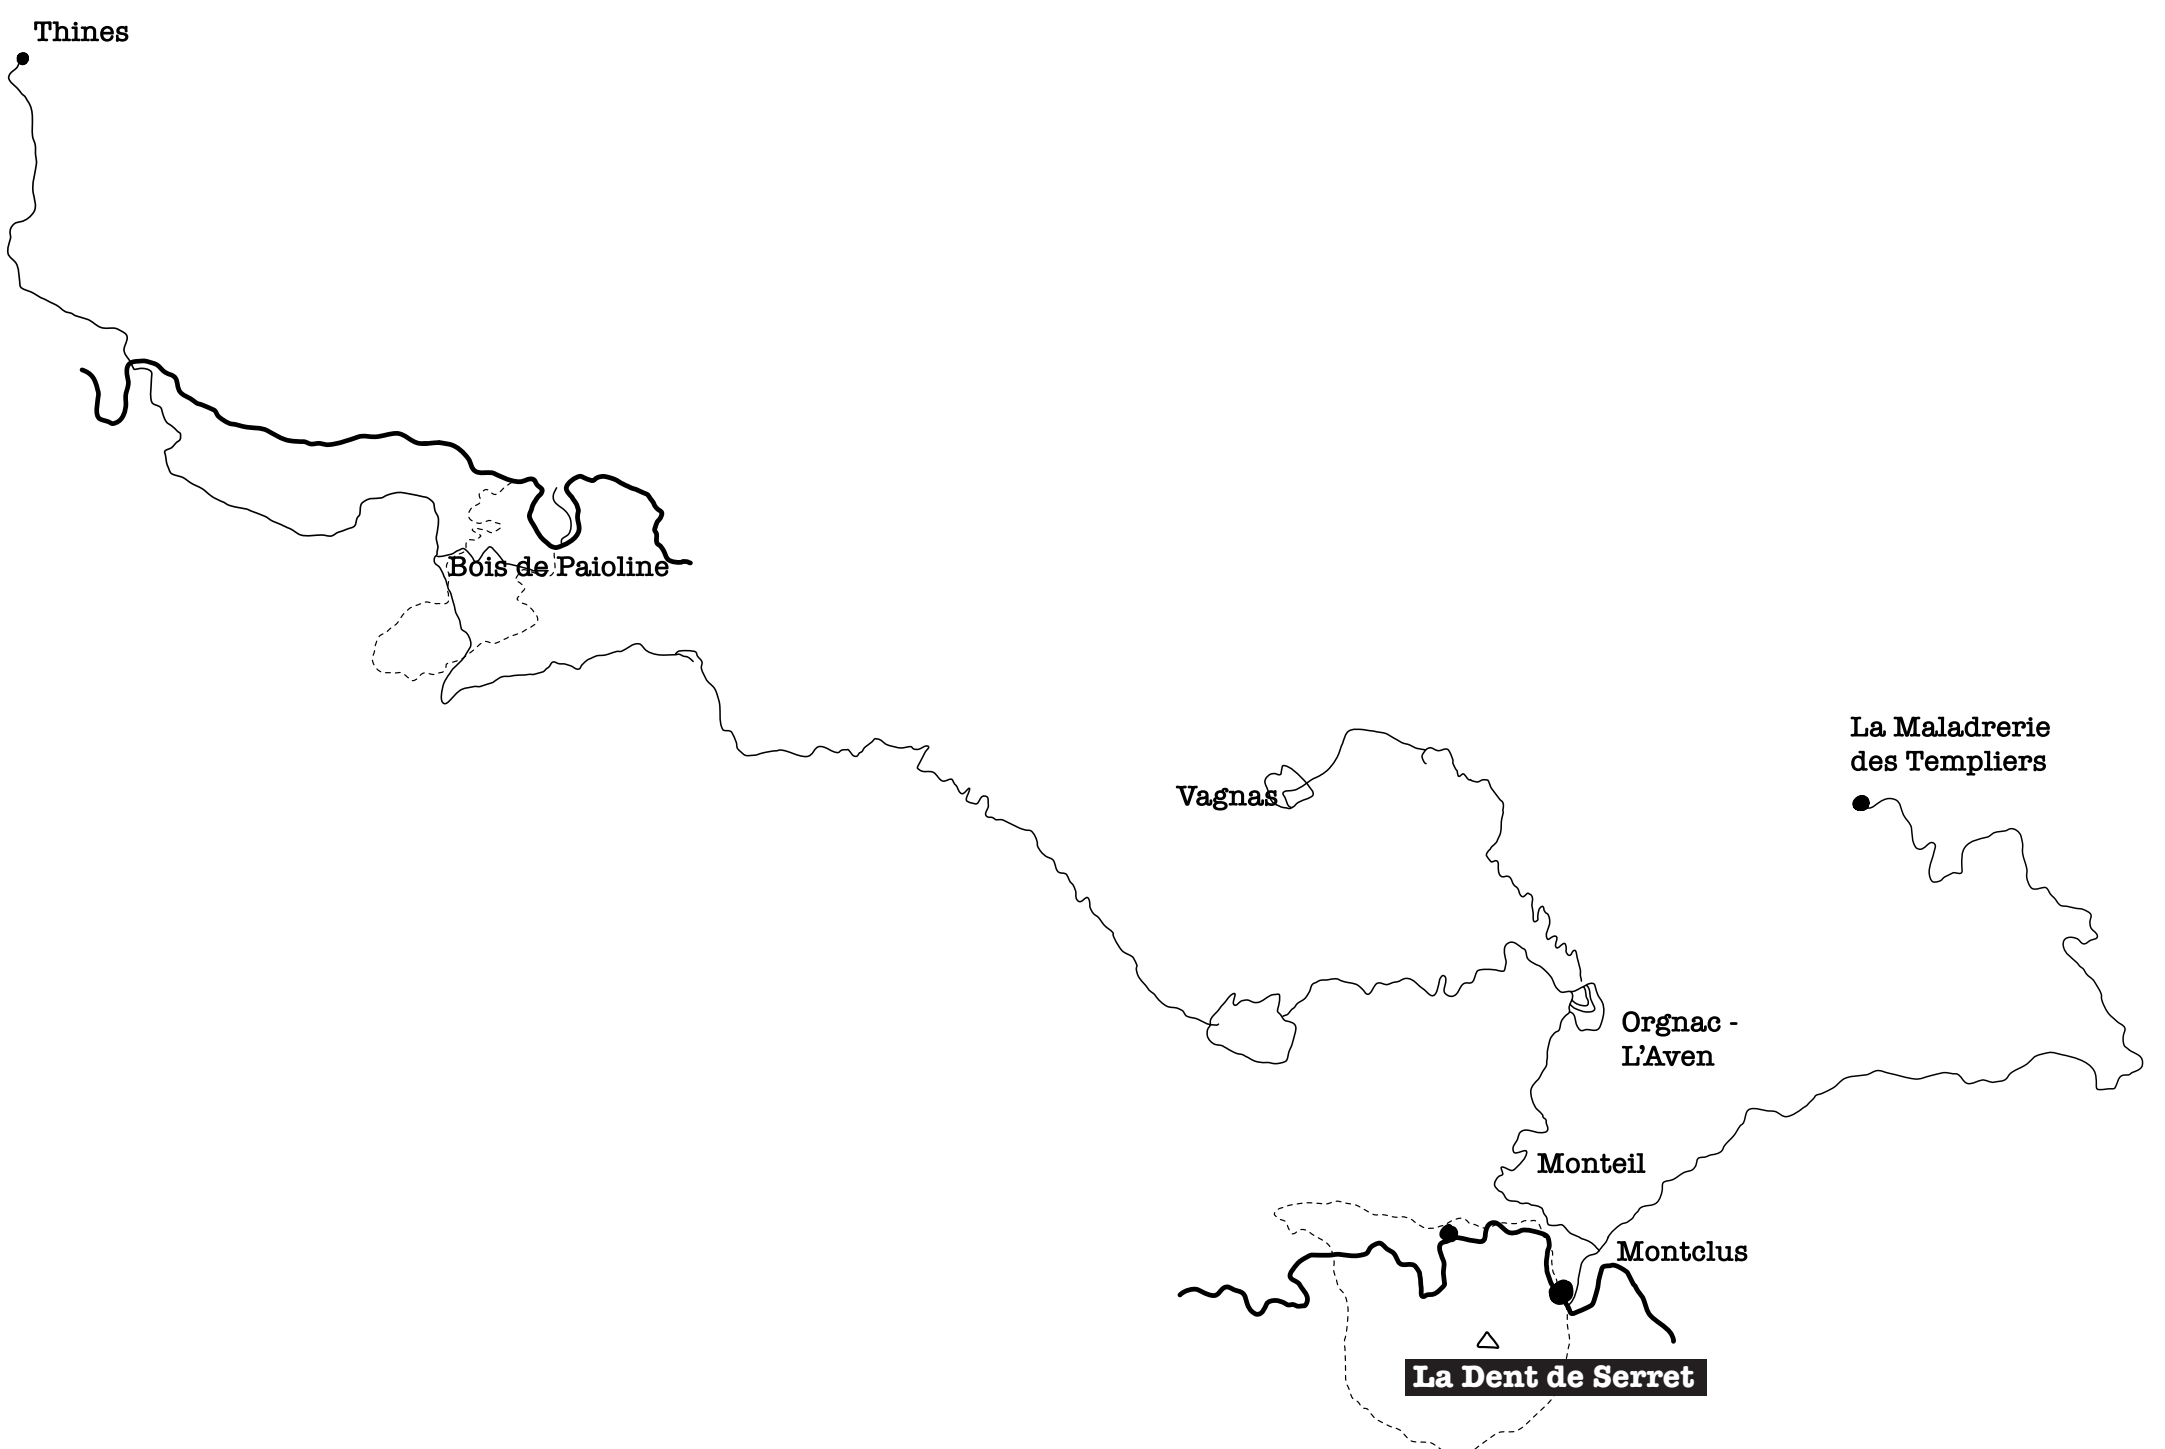 Thines
Bois de Paioline
La Maladrerie
des Templiers
Vagnas
Orgnac -
L’Aven
Monteil
Montclus
La Dent de Serret